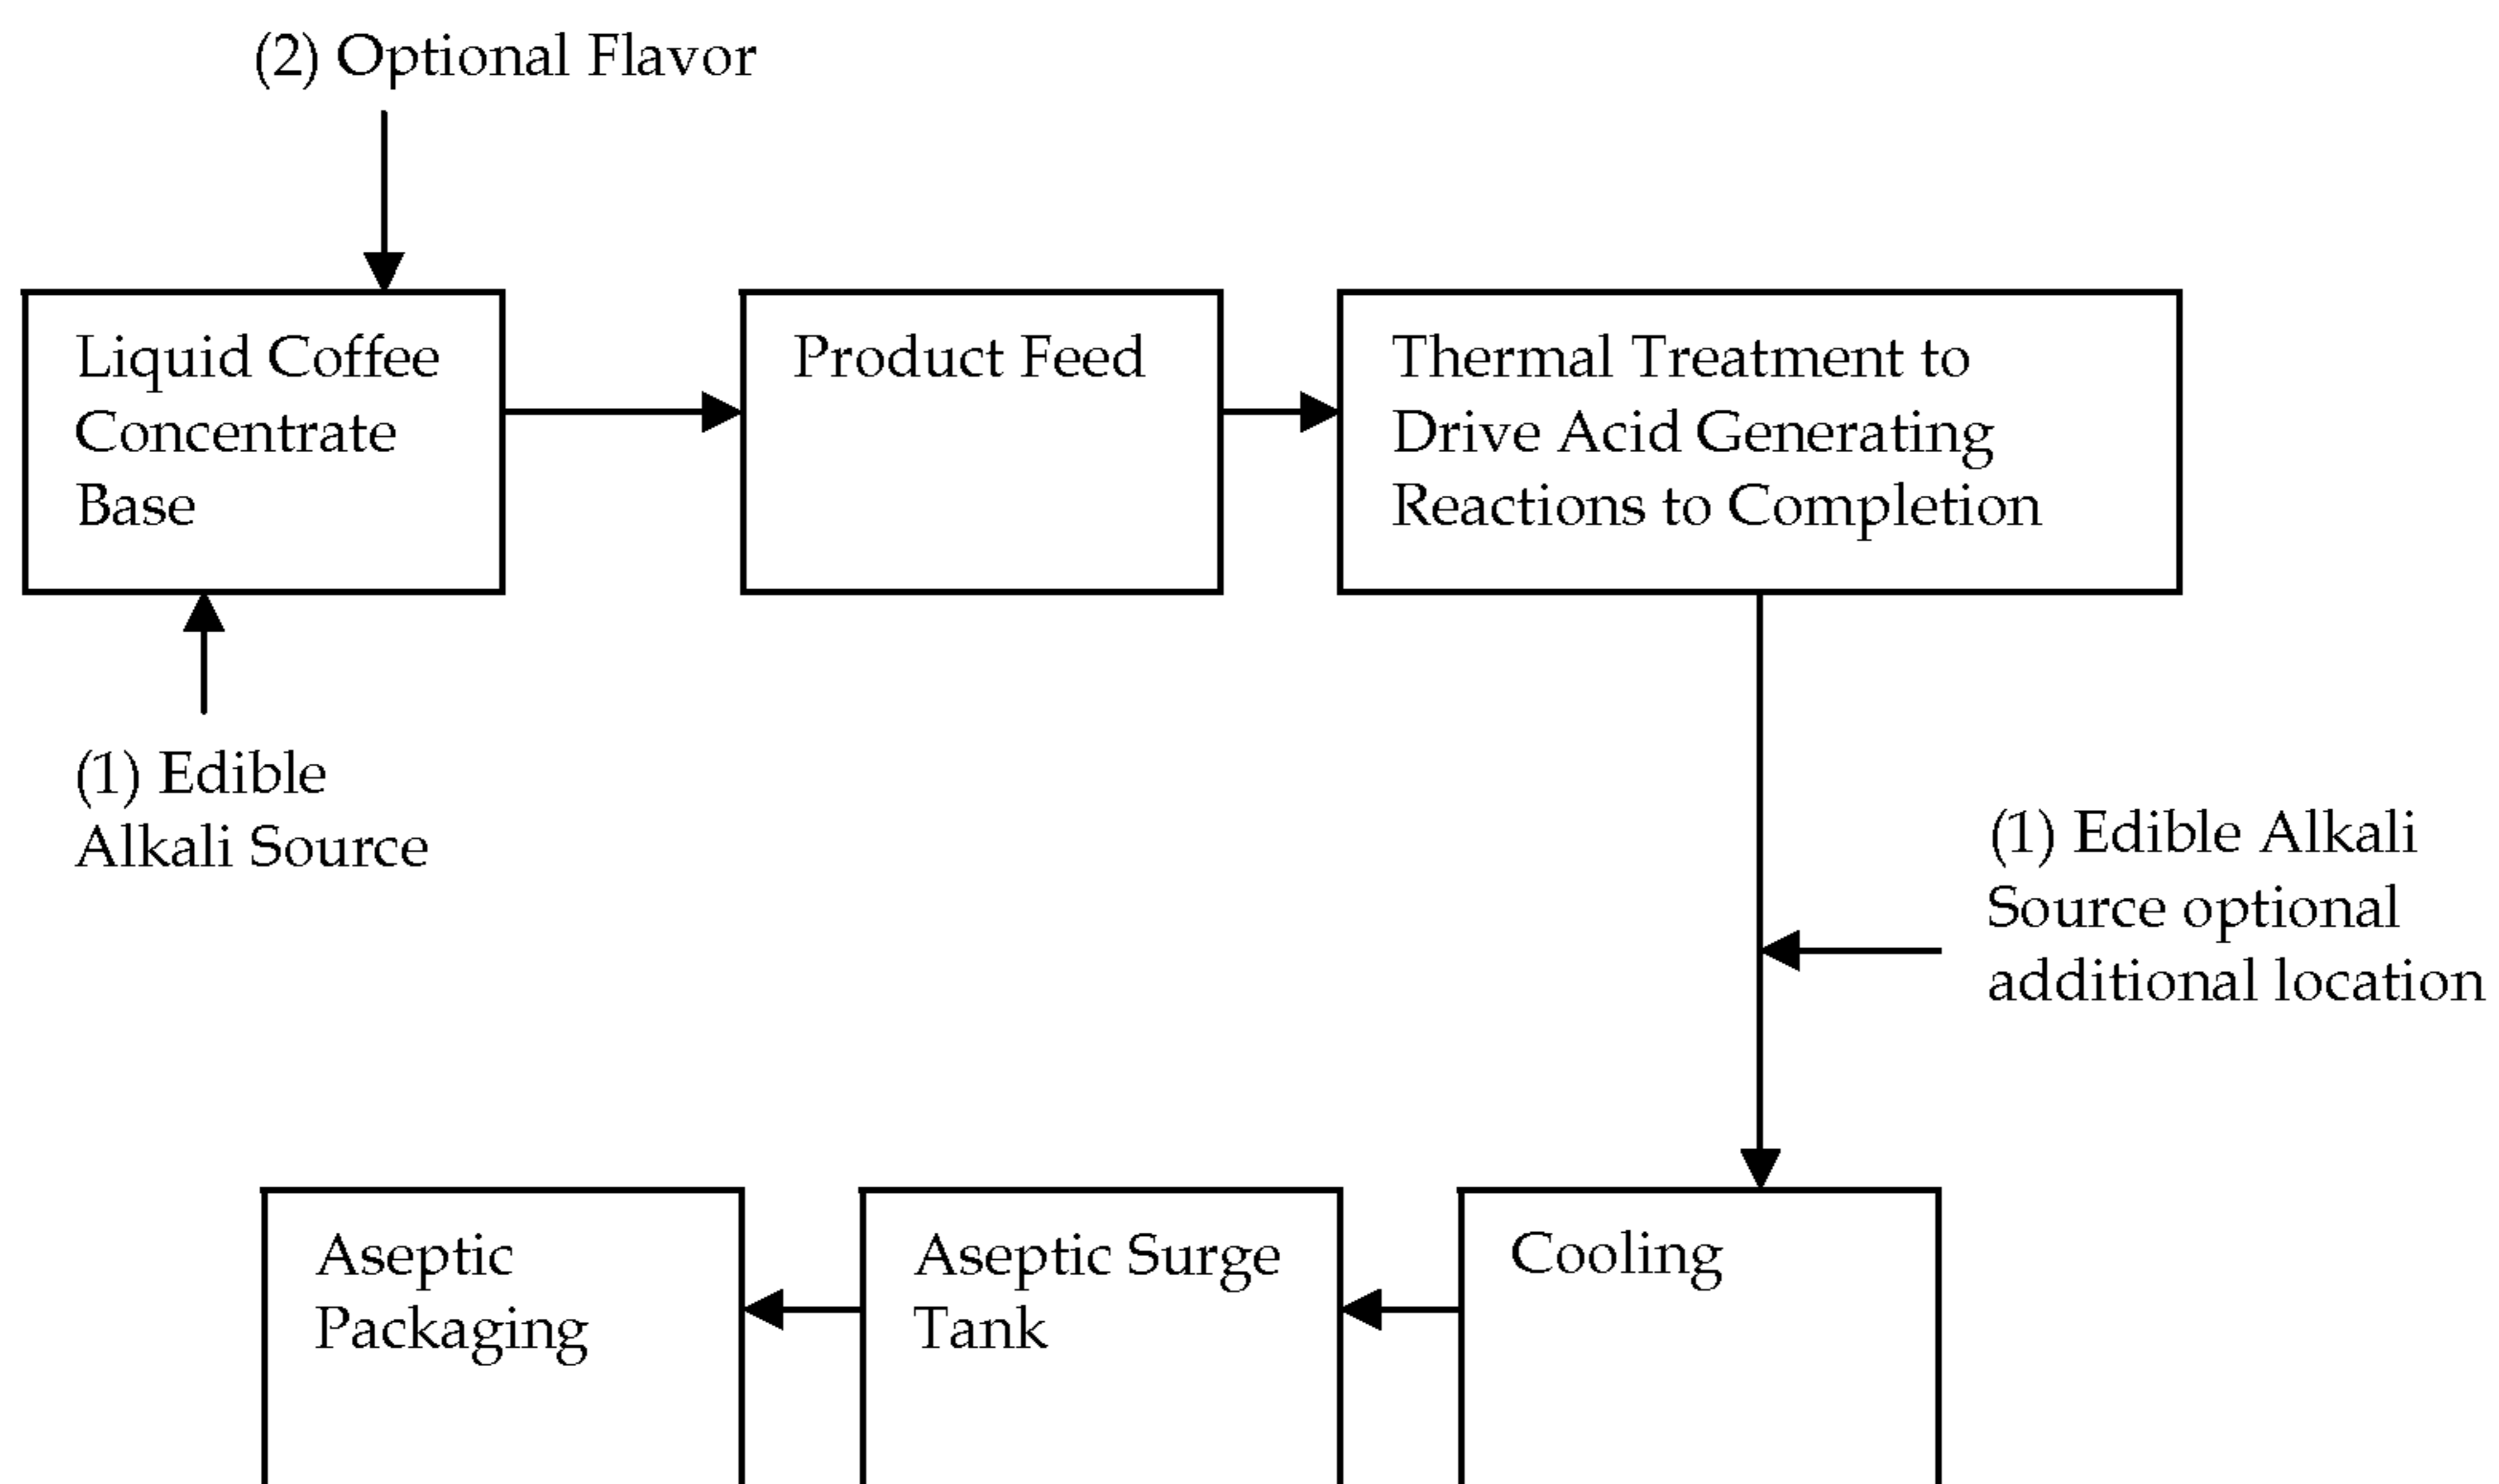 (2) Optional Flavor
Liquid Coffee
Concentrate
Base
Product Feed
Thermal Treatment to
Drive Acid Generating
Reactions to Completion
(1) Edible
Alkali Source
(1) Edible Alkali
Source optional
additional location
Aseptic
Packaging
Aseptic Surge
Tank
Cooling